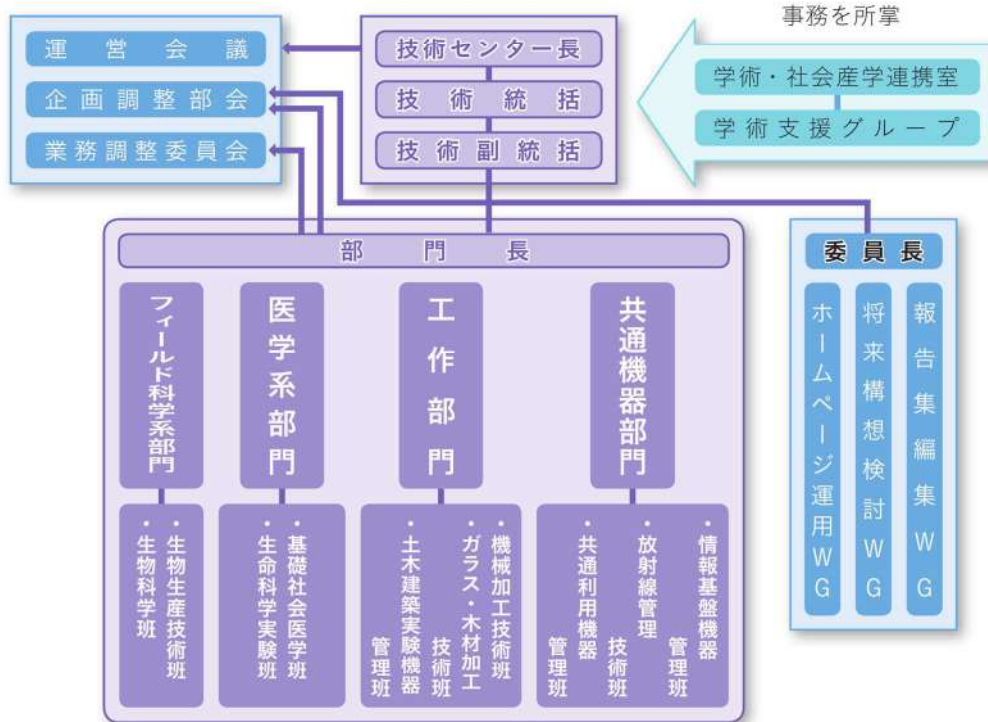 事務を所掌
運営会議
企画調整部会
業務調整委員会
技術センター長
技術統括
技術副統括
学術・社会産学連携室
学術支援グループ
部門長
フィールド科学系部門
医学系部門
工作部門
共通機器部門
・生物生産技術班
・生物科学班
・基礎社会医学班
・生命科学実験班
・機械加工技術班
・ガラス・木材加工
技術班
・土木建築実験機器
管理班
・情報基盤機器
管理班
・放射線管理
技術班
・共通利用機器
管理班
委員長
報告集編集WG
将来構想検討WG
ホームページ運用WG